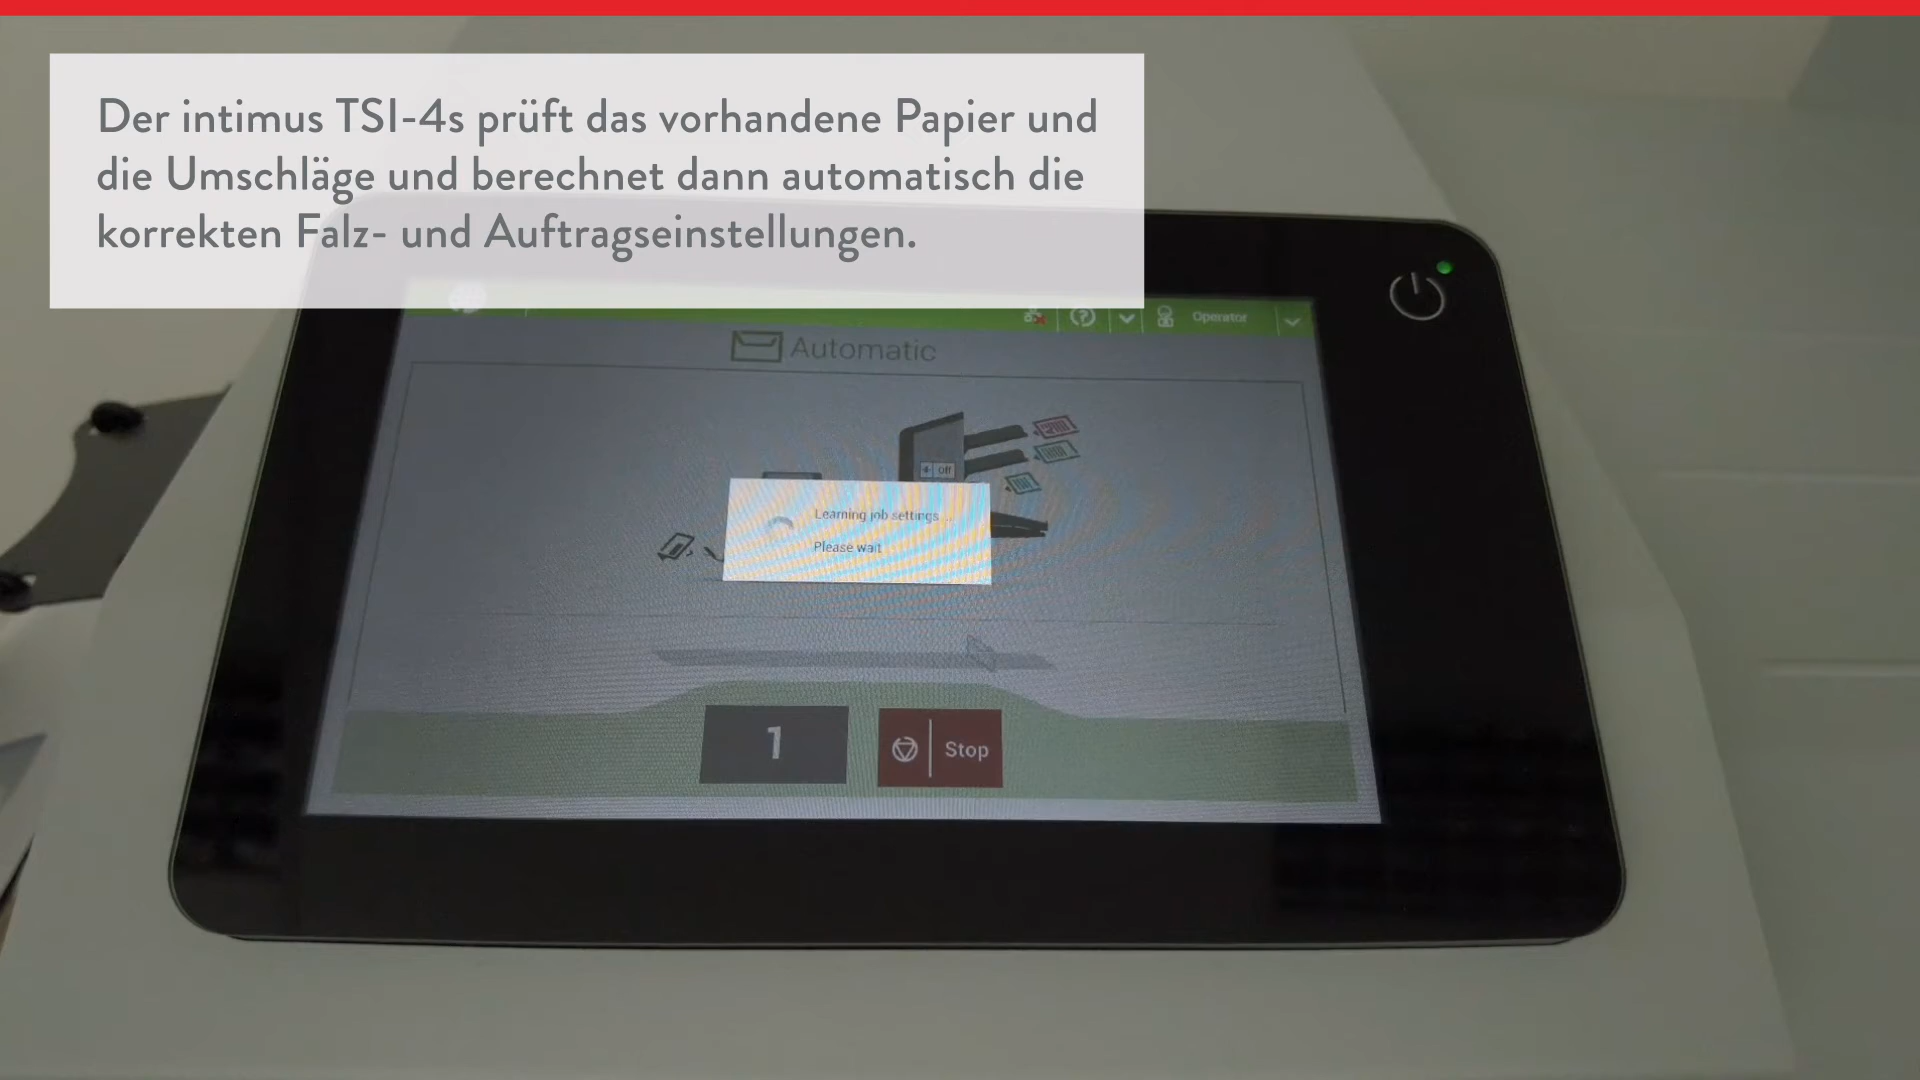 Der intimus TSI-4s prüft das vorhandene Papier und
die Umschläge und berechnet dann automatisch die
korrekten Falz- und Auftragseinstellungen.
Operator
Automatic
Off
Learning job settings ...
Please wait
1
Stop